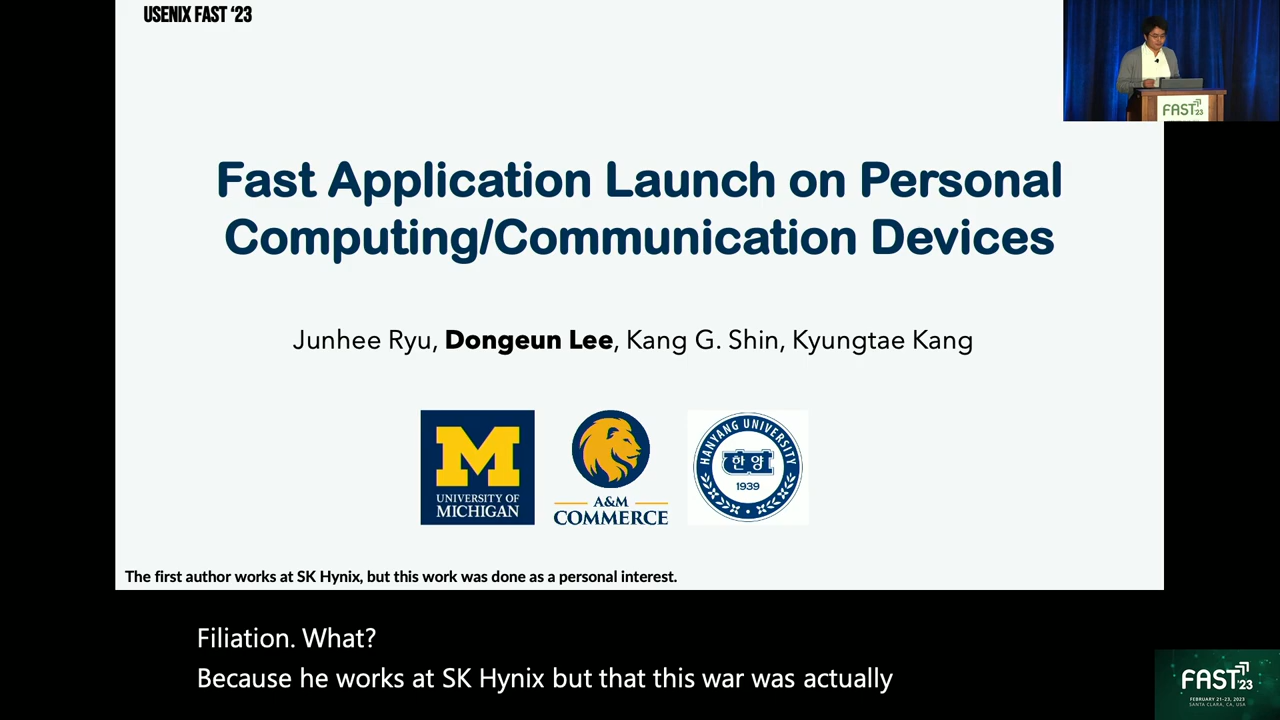 USENIX FAST ‘23
FAST'23
Fast Application Launch on Personal
Computing/Communication Devices
Junhee Ryu, Dongeun Lee, Kang G. Shin, Kyungtae Kang
M
UNIVERSITY OF
MICHIGAN
A&M
COMMERCE
HANYANG UNIVERSITY
한양
1939
The first author works at SK Hynix, but this work was done as a personal interest.
Filiation. What?
Because he works at SK Hynix but that this war was actually
FAST'23
FEBRUARY 21–23, 2023
SANTA CLARA, CA, USA